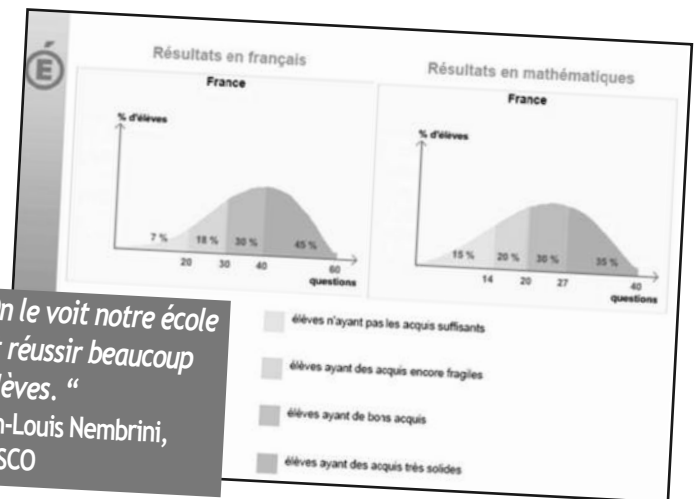 É
Résultats en français
France
% d'élèves
7 % 18 % 30 % 45 %
20 30 40 60
questions
Résultats en mathématiques
France
% d'élèves
15 % 20 % 30 % 35 %
14 20 27 40
questions
élèves n'ayant pas les acquis suffisants
élèves ayant des acquis encore fragiles
élèves ayant de bons acquis
élèves ayant des acquis très solides
le voit notre école
réussir beaucoup
“
-Louis Nembrini,
SCO